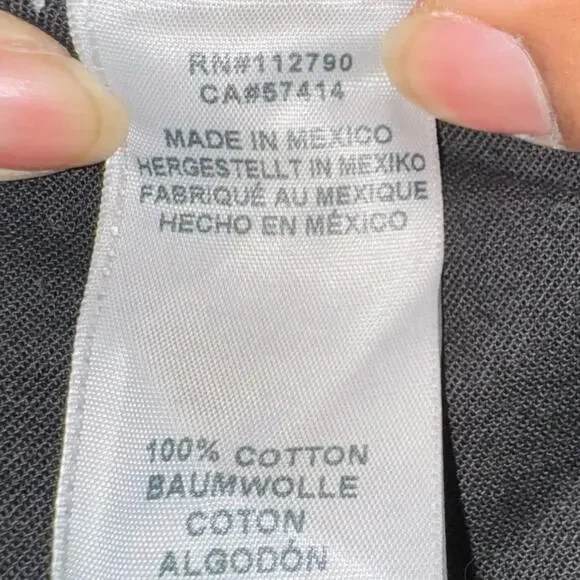 RN#112790
CA#57414
MADE IN MEXICO
HERGESTELLT IN MEXIKO
FABRIQUÉ AU MEXIQUE
HECHO EN MÉXICO
100% COTTON
BAUMWOLLE
COTON
ALGODÓN